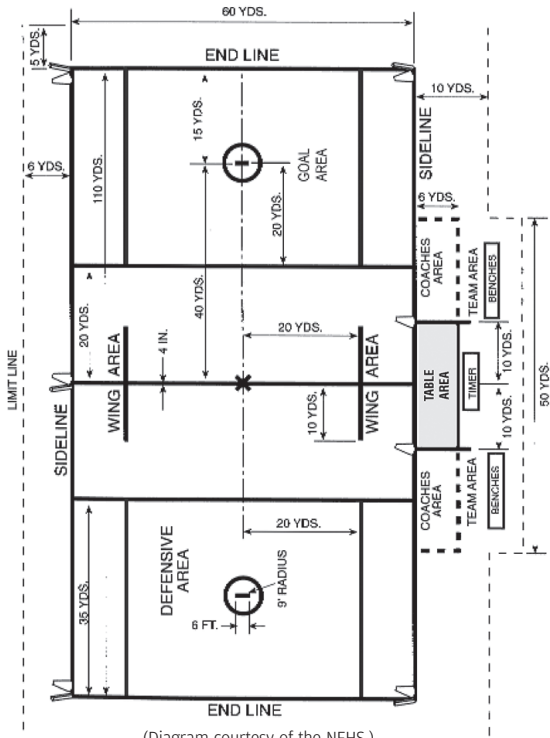 60 YDS.
5 YDS.
END LINE
10 YDS.
15 YDS.
SIDELINE
6 YDS.
110 YDS.
GOAL
AREA
6 YDS.
20 YDS.
COACHES
AREA
TEAM AREA
BENCHES
40 YDS.
20 YDS.
4 IN.
20 YDS.
WING AREA
WING AREA
10 YDS.
LIMIT LINE
TABLE
AREA
TIMER
10 YDS.
10 YDS.
50 YDS.
SIDELINE
COACHES
AREA
TEAM AREA
BENCHES
20 YDS.
DEFENSIVE
AREA
35 YDS.
9' RADIUS
6 FT.
END LINE
(Diagram courtesy of the NFHS.)